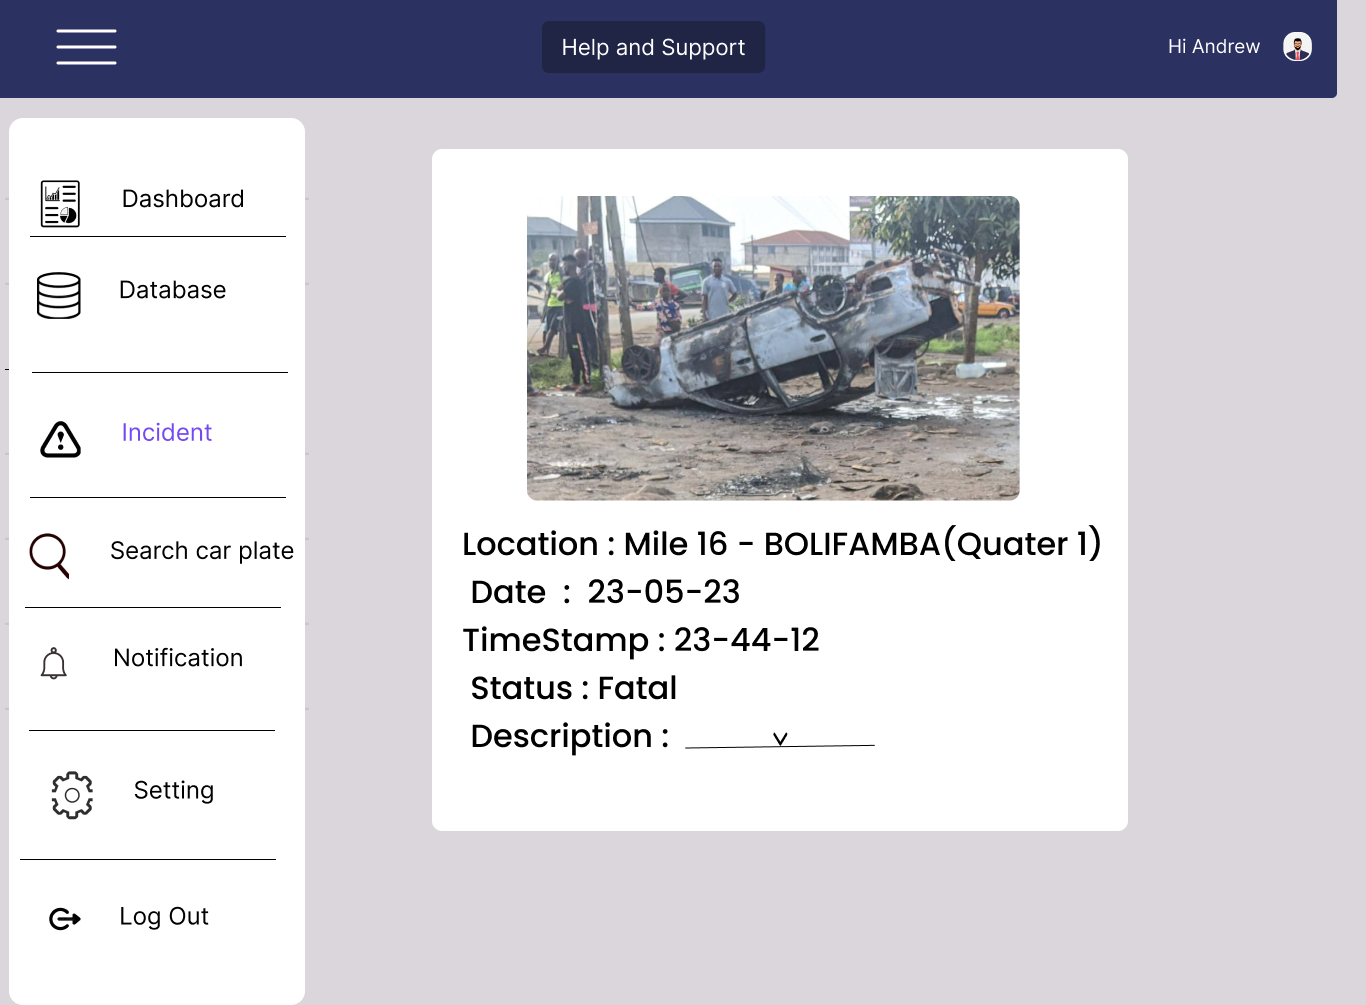 Help and Support
Hi Andrew
Dashboard
Database
Incident
Search car plate
Notification
Setting
Log Out
Location : Mile 16 - BOLIFAMBA(Quater 1)
Date : 23-05-23
TimeStamp : 23-44-12
Status : Fatal
Description :